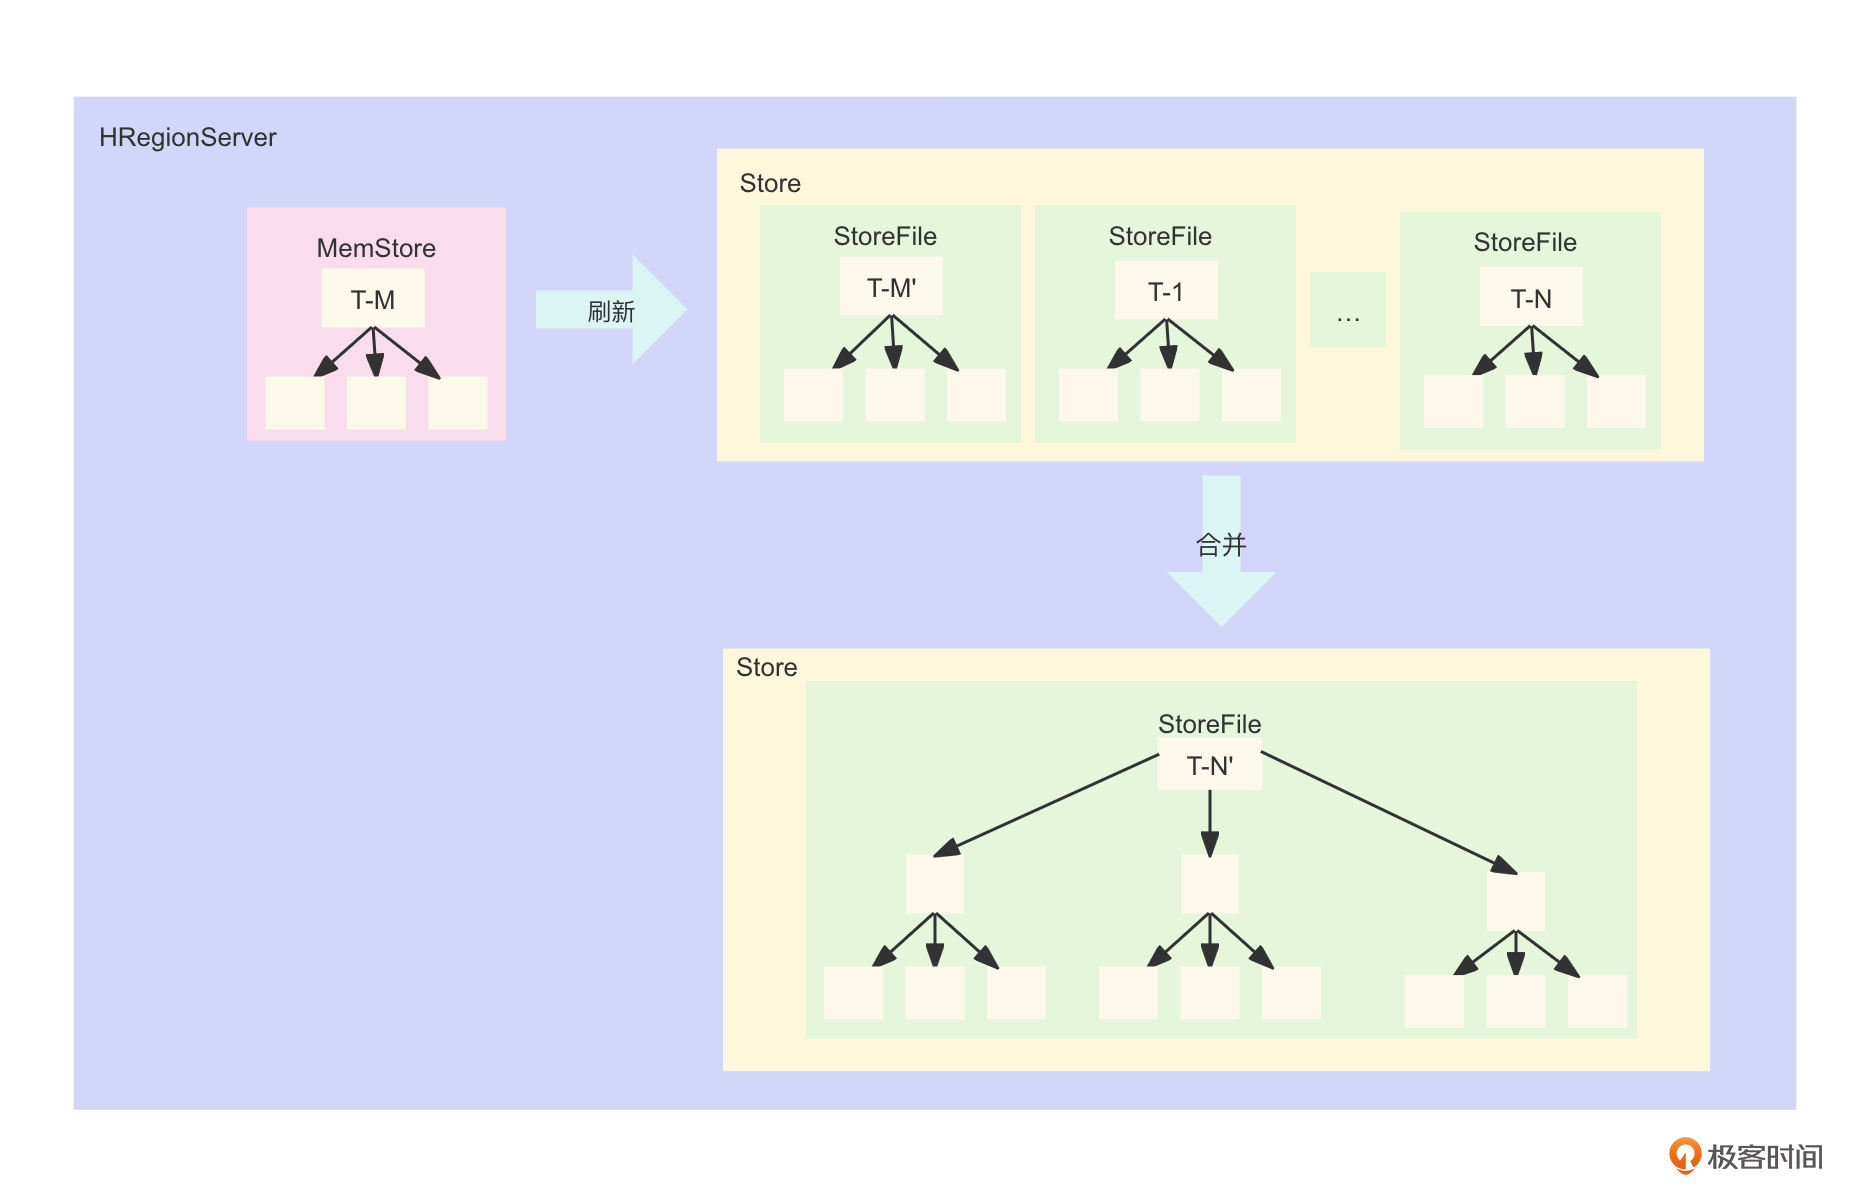 HRegionServer
MemStore
T-M
刷新
Store
StoreFile
T-M'
StoreFile
T-1
...
StoreFile
T-N
合并
Store
StoreFile
T-N'
极客时间